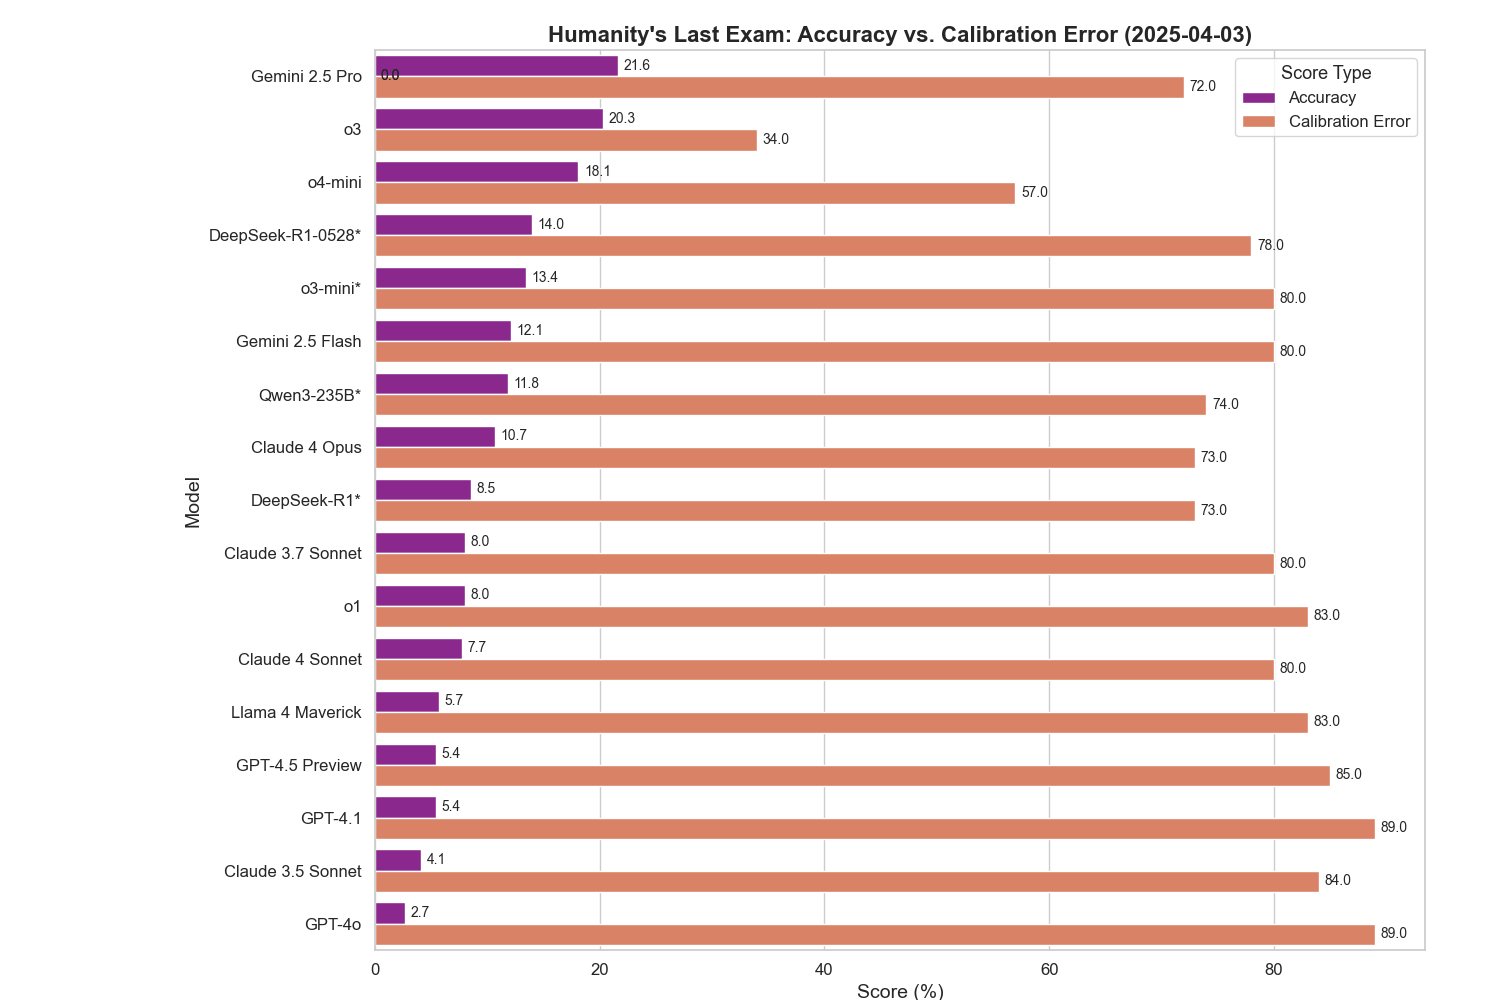 Humanity's Last Exam: Accuracy vs. Calibration Error (2025-04-03)
Score Type
Accuracy
Calibration Error
Model
Gemini 2.5 Pro
0.0
21.6
72.0
o3
20.3
34.0
o4-mini
18.1
57.0
DeepSeek-R1-0528*
14.0
78.0
o3-mini*
13.4
80.0
Gemini 2.5 Flash
12.1
80.0
Qwen3-235B*
11.8
74.0
Claude 4 Opus
10.7
73.0
DeepSeek-R1*
8.5
73.0
Claude 3.7 Sonnet
8.0
80.0
o1
8.0
83.0
Claude 4 Sonnet
7.7
80.0
Llama 4 Maverick
5.7
83.0
GPT-4.5 Preview
5.4
85.0
GPT-4.1
5.4
89.0
Claude 3.5 Sonnet
4.1
84.0
GPT-4o
2.7
89.0
0 20 40 60 80
Score (%)